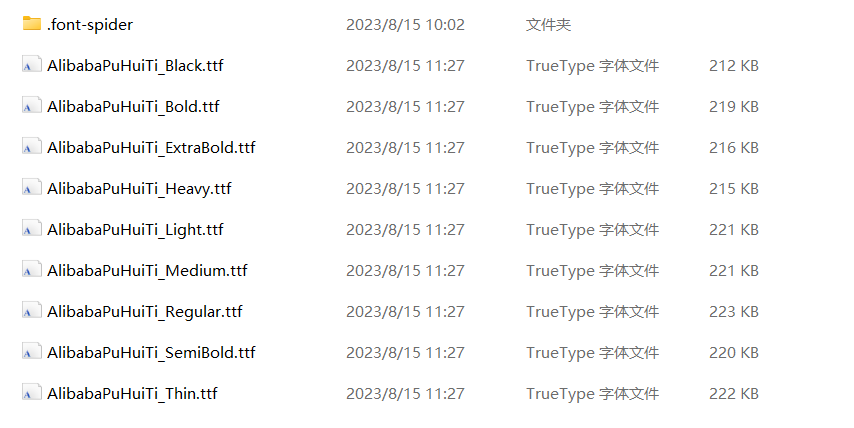 .font-spider 2023/8/15 10:02 文件夹
AlibabaPuHuiTi_Black.ttf 2023/8/15 11:27 TrueType 字体文件 212 KB
AlibabaPuHuiTi_Bold.ttf 2023/8/15 11:27 TrueType 字体文件 219 KB
AlibabaPuHuiTi_ExtraBold.ttf 2023/8/15 11:27 TrueType 字体文件 216 KB
AlibabaPuHuiTi_Heavy.ttf 2023/8/15 11:27 TrueType 字体文件 215 KB
AlibabaPuHuiTi_Light.ttf 2023/8/15 11:27 TrueType 字体文件 221 KB
AlibabaPuHuiTi_Medium.ttf 2023/8/15 11:27 TrueType 字体文件 221 KB
AlibabaPuHuiTi_Regular.ttf 2023/8/15 11:27 TrueType 字体文件 223 KB
AlibabaPuHuiTi_SemiBold.ttf 2023/8/15 11:27 TrueType 字体文件 220 KB
AlibabaPuHuiTi_Thin.ttf 2023/8/15 11:27 TrueType 字体文件 222 KB